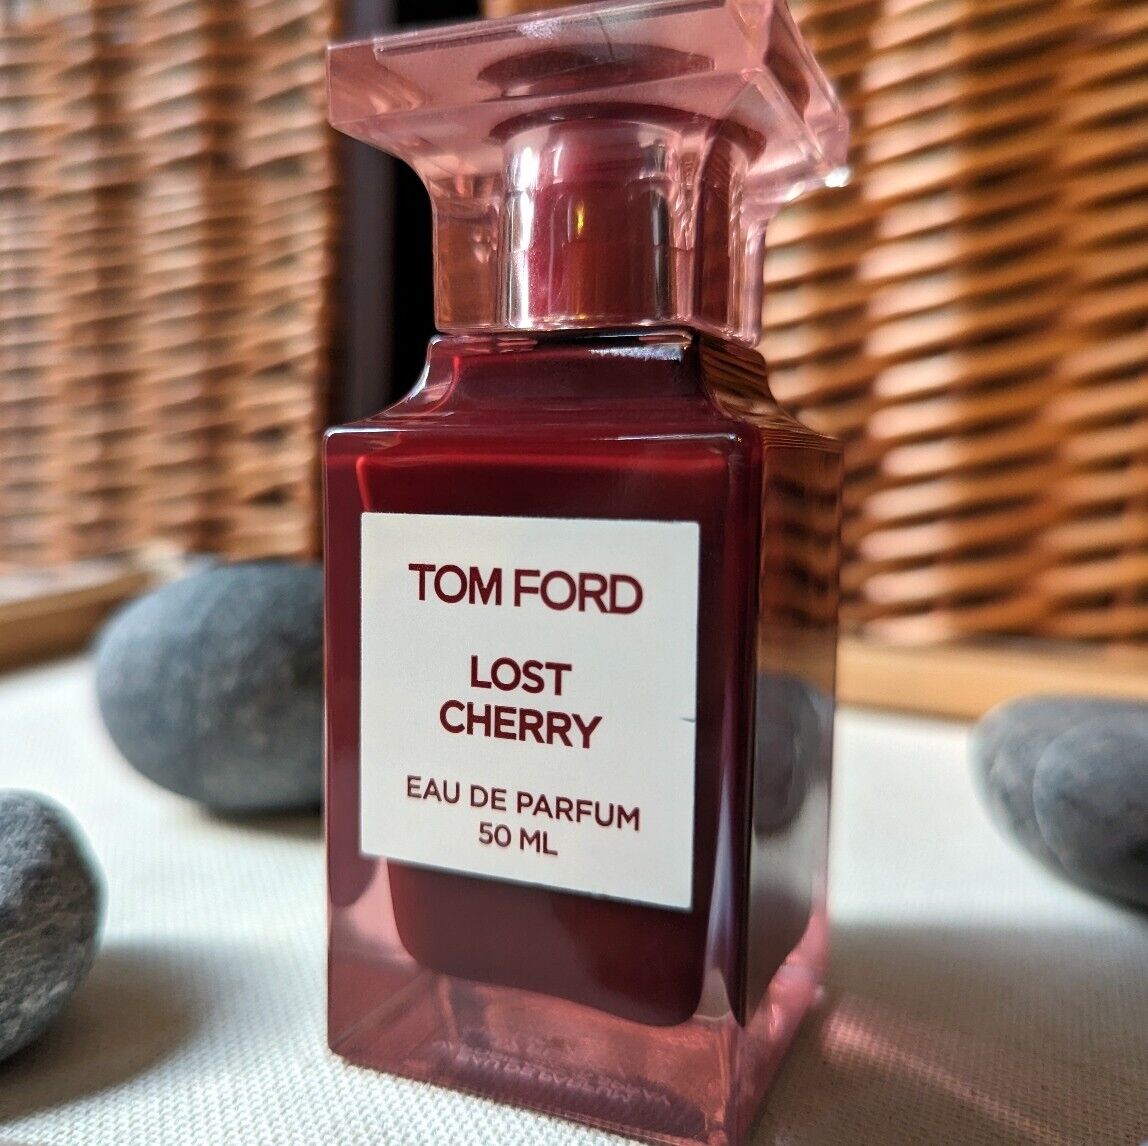 TOM FORD
LOST
CHERRY
EAU DE PARFUM
50 ML